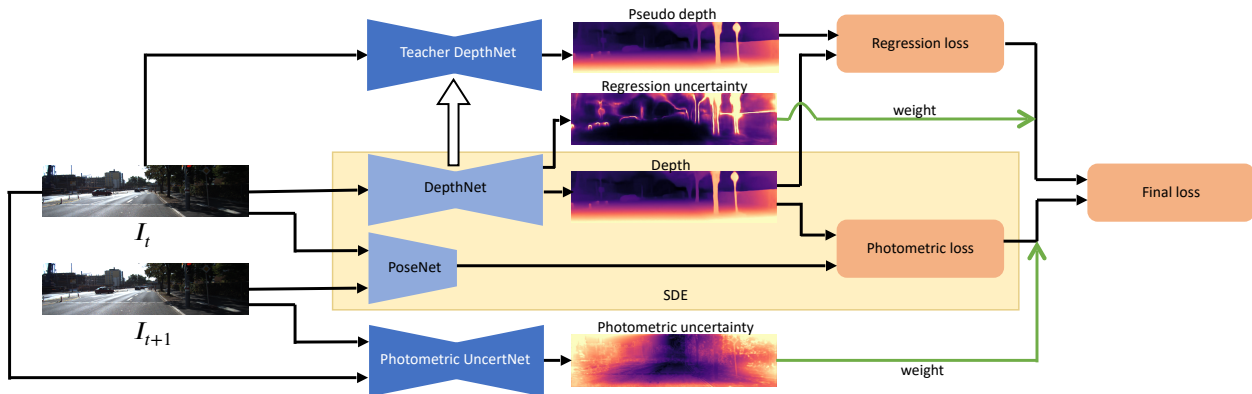 Pseudo depth
Teacher DepthNet
Regression loss
Regression uncertainty
weight
Depth
DepthNet
I_t
Final loss
Photometric loss
PoseNet
SDE
I_{t+1}
Photometric uncertainty
Photometric UncertNet
weight